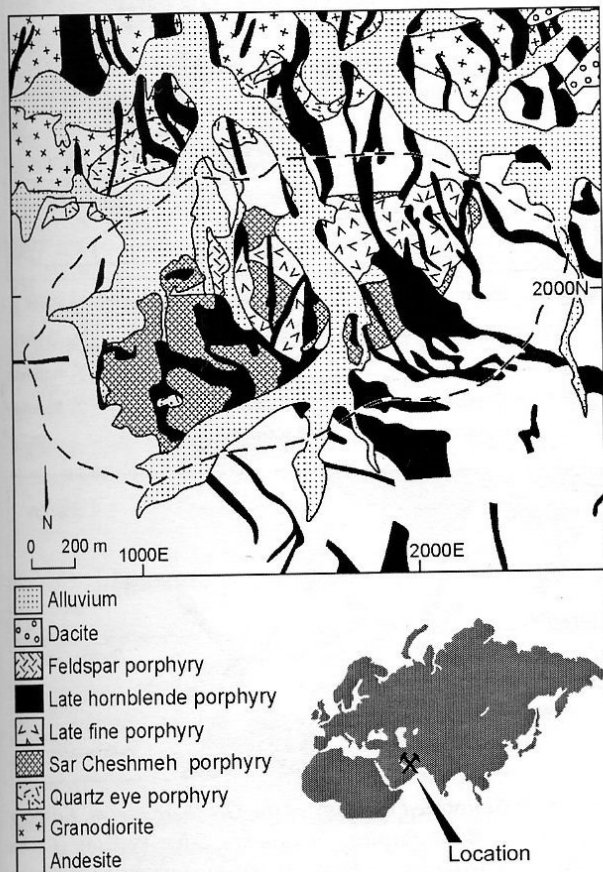 2000N
N
0 200 m
1000E
2000E
Alluvium
Dacite
Feldspar porphyry
Late hornblende porphyry
Late fine porphyry
Sar Cheshmeh porphyry
Quartz eye porphyry
Granodiorite
Andesite
Location